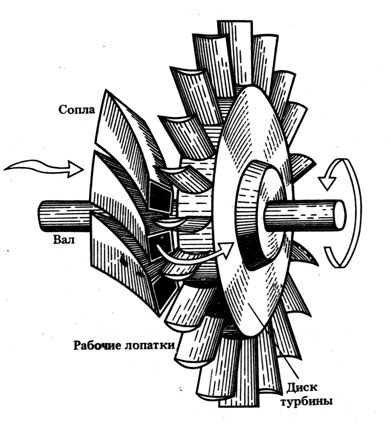 Сопла
Вал
Рабочие лопатки
Диск
турбины